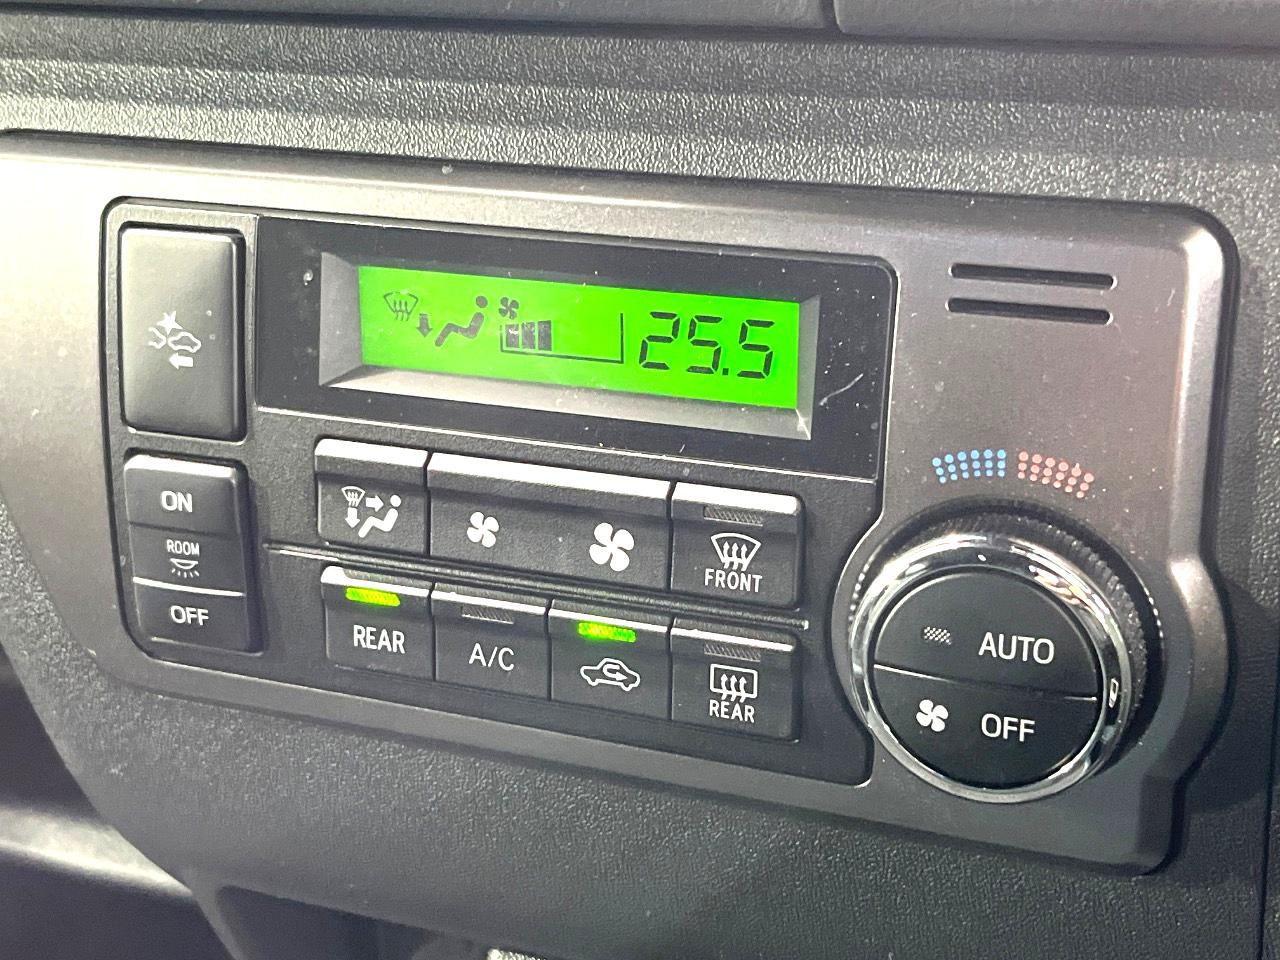 25.5
ON
ROOM
OFF
FRONT
REAR
A/C
REAR
AUTO
OFF